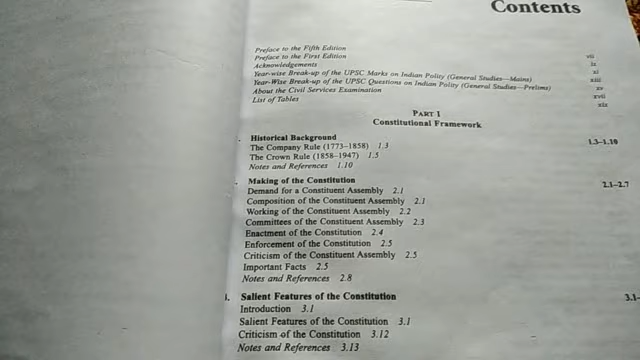 Contents
Preface to the Fifth Edition vii
Preface to the First Edition ix
Acknowledgements xi
Year-wise Break-up of the UPSC Marks on Indian Polity (General Studies—Mains) xiii
Year-Wise Break-up of the UPSC Questions on Indian Polity (General Studies—Prelims) xv
About the Civil Services Examination xvii
List of Tables xix
PART I
Constitutional Framework
Historical Background 1.3–1.10
The Company Rule (1773–1858) 1.3
The Crown Rule (1858–1947) 1.5
Notes and References 1.10
Making of the Constitution 2.1–2.7
Demand for a Constituent Assembly 2.1
Composition of the Constituent Assembly 2.1
Working of the Constituent Assembly 2.2
Committees of the Constituent Assembly 2.3
Enactment of the Constitution 2.4
Enforcement of the Constitution 2.5
Criticism of the Constituent Assembly 2.5
Important Facts 2.5
Notes and References 2.8
Salient Features of the Constitution 3.1–
Introduction 3.1
Salient Features of the Constitution 3.1
Criticism of the Constitution 3.12
Notes and References 3.13